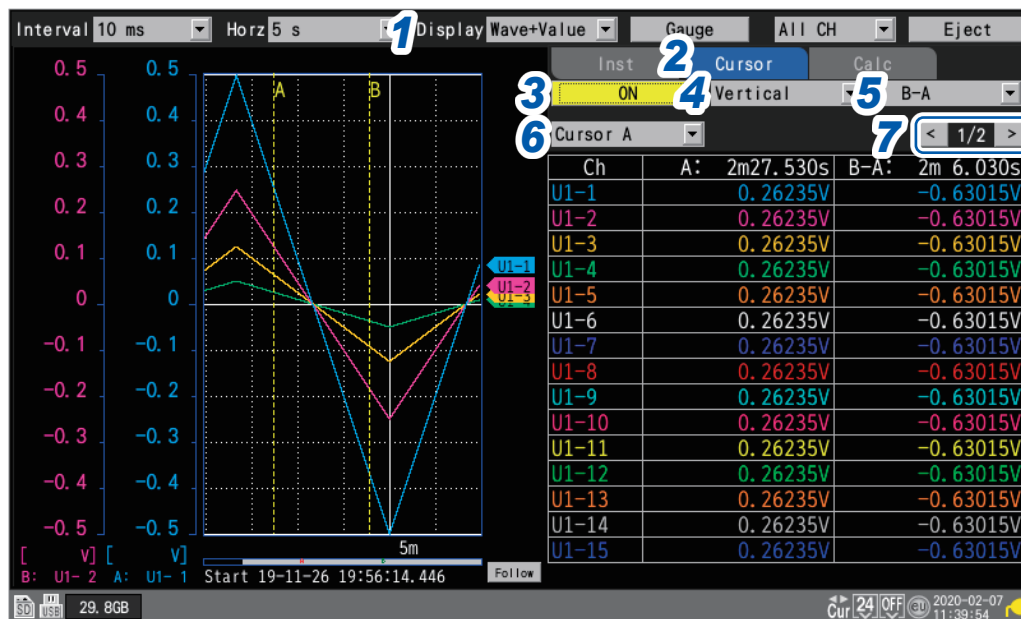 Interval 10 ms Horz 5 s 1 Display Wave+Value Gauge All CH Eject
Inst 2 Cursor Calc
3 ON 4 Vertical 5 B-A
6 Cursor A 7 < 1/2 >
Ch A: 2m27.530s B-A: 2m 6.030s
U1-1 0.26235V -0.63015V
U1-2 0.26235V -0.63015V
U1-3 0.26235V -0.63015V
U1-4 0.26235V -0.63015V
U1-5 0.26235V -0.63015V
U1-6 0.26235V -0.63015V
U1-7 0.26235V -0.63015V
U1-8 0.26235V -0.63015V
U1-9 0.26235V -0.63015V
U1-10 0.26235V -0.63015V
U1-11 0.26235V -0.63015V
U1-12 0.26235V -0.63015V
U1-13 0.26235V -0.63015V
U1-14 0.26235V -0.63015V
U1-15 0.26235V -0.63015V
0.5 0.5
A B
0.4 0.4
0.3 0.3
0.2 0.2
0.1 0.1
U1-1
U1-2
0 0
U1-3
U1-4
-0.1 -0.1
-0.2 -0.2
-0.3 -0.3
-0.4 -0.4
-0.5 -0.5
5m
[ V] [ V]
B: U1- 2 A: U1- 1 Start 19-11-26 19:56:14.446 Follow
SD USB 29.8GB Cur 24 OFF eu 2020-02-07
11:39:54